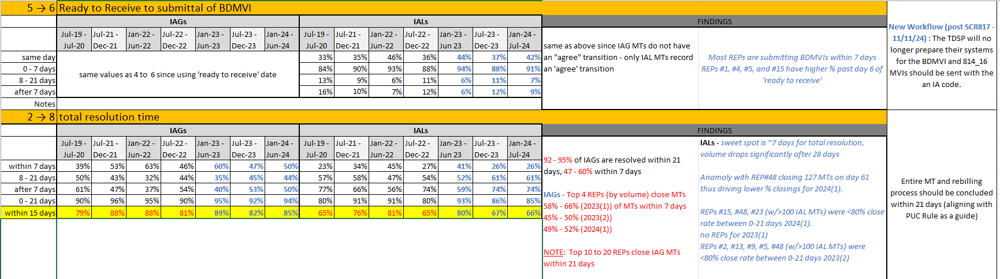 5 → 6 Ready to Receive to submittal of BDMVI
IAGs IALs FINDINGS
Jul-19 - Jul-21 - Jan-22 - Jul-22 - Jan-23 - Jul-23 - Jan-24 - Jul-19 - Jul-21 - Jan-22 - Jul-22 - Jan-23 - Jul-23 - Jan-24 -
Jul-20 Dec-21 Jun-22 Dec-22 Jun-23 Dec-23 Jun-24 Jul-20 Dec-21 Jun-22 Dec-22 Jun 23 Dec-23 Jul-24
same day 33% 35% 46% 36% 44% 37% 42%
0 - 7 days 84% 90% 93% 88% 94% 88% 91%
8 - 21 days 13% 9% 6% 11% 6% 11% 7%
after 7 days 16% 10% 7% 12% 6% 12% 9%
same values as 4 to 6 since using 'ready to receive' date
Notes
same as above since IAG MTs do not have
an "agree" transition - only IAL MTs record
an 'agree' transition
Most REPs are submitting BDMVIs within 7 days
REPs #1, #4, #5, and #15 have higher % past day 6 of
'ready to receive'
New Workflow (post SCR817 -
11/11/24) : The TDSP will no
longer prepare their systems
for the BDMVI and 814_16
MVIs should be sent with the
an IA code.
2 → 8 total resolution time
IAGs IALs FINDINGS
Jul-19 - Jul-21 - Jan-22 - Jul-22 - Jan-23 - Jul-23 - Jan-24 - Jul-19 - Jul-21 - Jan-22 - Jul-22 - Jan-23 - Jul-23 - Jan-24 -
Jul-20 Dec-21 Jun-22 Dec-22 Jun-23 Dec-23 Jun-24 Jul-20 Dec-21 Jun-22 Dec-22 Jun 23 Dec-23 Jul-24
within 7 days 39% 53% 63% 46% 60% 47% 50% 23% 34% 45% 27% 41% 26% 26%
8 - 21 days 50% 43% 32% 44% 35% 45% 44% 57% 58% 47% 54% 52% 61% 61%
after 7 days 61% 47% 37% 54% 40% 53% 50% 77% 66% 56% 74% 59% 74% 74%
0 - 21 days 90% 96% 95% 90% 95% 92% 94% 80% 91% 91% 80% 93% 86% 85%
within 15 days 79% 88% 88% 81% 89% 82% 85% 65% 76% 81% 65% 80% 67% 66%
92 - 95% of IAGs are resolved within 21
days, 47 - 60% within 7 days
IAGs - Top 4 REPs (by volume) close MTs
58% - 66% (2023(1)) of MTs within 7 days
45% - 50% (2023(2))
49% - 52% (2024(1))
NOTE: Top 10 to 20 REPs close IAG MTs
within 21 days
IALs - sweet spot is ~7 days for total resolution,
volume drops significantly after 28 days
Anomoly with REP#48 closing 127 MTs on day 61
thus driving lower % closings for 2024(1).
REPs #15, #48, #23 (w/>100 IAL MTs) were <80% close
rate between 0-21 days 2024(1).
no REPs for 2023(1)
REPs #2, #13, #9, #5, #48 (w/>100 IAL MTs) were
<80% close rate between 0-21 days 2023(2)
Entire MT and rebilling
process should be concluded
within 21 days (aligning with
PUC Rule as a guide)